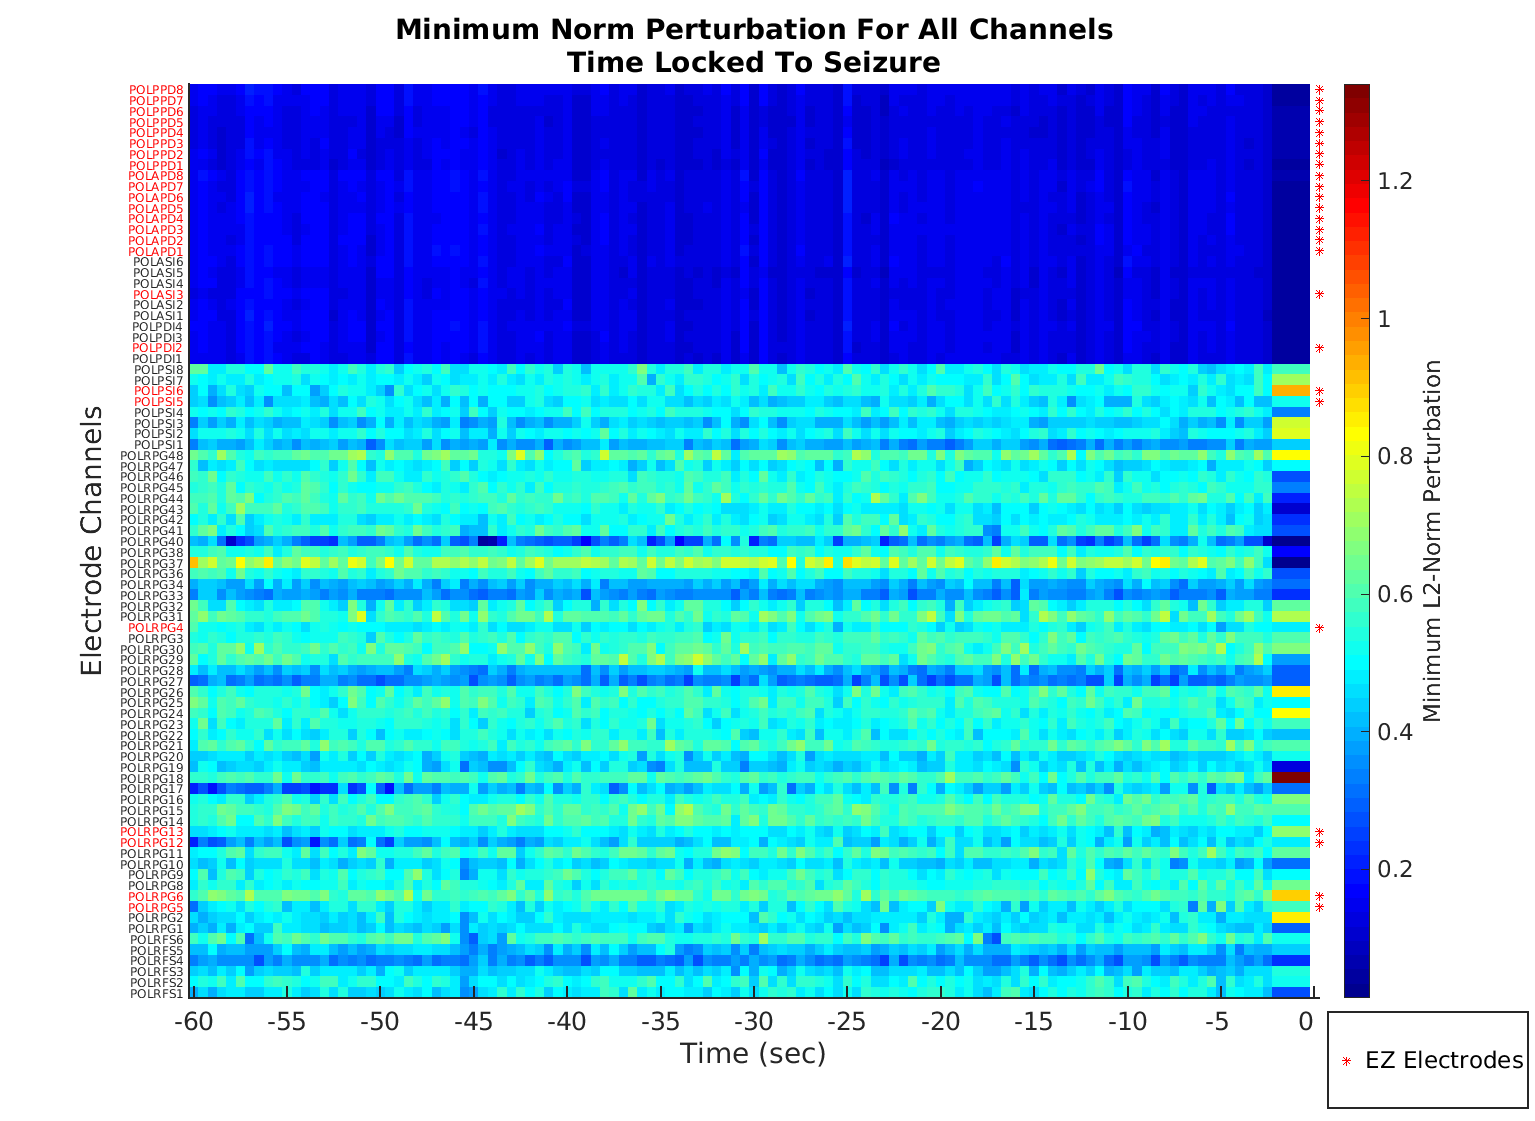 Minimum Norm Perturbation For All Channels
Time Locked To Seizure
Electrode Channels
POLPPD8
POLPPD7
POLPPD6
POLPPD5
POLPPD4
POLPPD3
POLPPD2
POLPPD1
POLAPD8
POLAPD7
POLAPD6
POLAPD5
POLAPD4
POLAPD3
POLAPD2
POLAPD1
POLASI6
POLASI5
POLASI4
POLASI3
POLASI2
POLASI1
POLPDI4
POLPDI3
POLPDI2
POLPDI1
POLPSI8
POLPSI7
POLPSI6
POLPSI5
POLPSI4
POLPSI3
POLPSI2
POLPSI1
POLRPG48
POLRPG47
POLRPG46
POLRPG45
POLRPG44
POLRPG43
POLRPG42
POLRPG41
POLRPG40
POLRPG38
POLRPG37
POLRPG36
POLRPG34
POLRPG33
POLRPG32
POLRPG31
POLRPG4
POLRPG3
POLRPG30
POLRPG29
POLRPG28
POLRPG27
POLRPG26
POLRPG25
POLRPG24
POLRPG23
POLRPG22
POLRPG21
POLRPG20
POLRPG19
POLRPG18
POLRPG17
POLRPG16
POLRPG15
POLRPG14
POLRPG13
POLRPG12
POLRPG11
POLRPG10
POLRPG9
POLRPG8
POLRPG6
POLRPG5
POLRPG2
POLRPG1
POLRFS6
POLRFS5
POLRFS4
POLRFS3
POLRFS2
POLRFS1
-60 -55 -50 -45 -40 -35 -30 -25 -20 -15 -10 -5 0
Time (sec)
1.2
1
0.8
0.6
0.4
0.2
Minimum L2-Norm Perturbation
EZ Electrodes